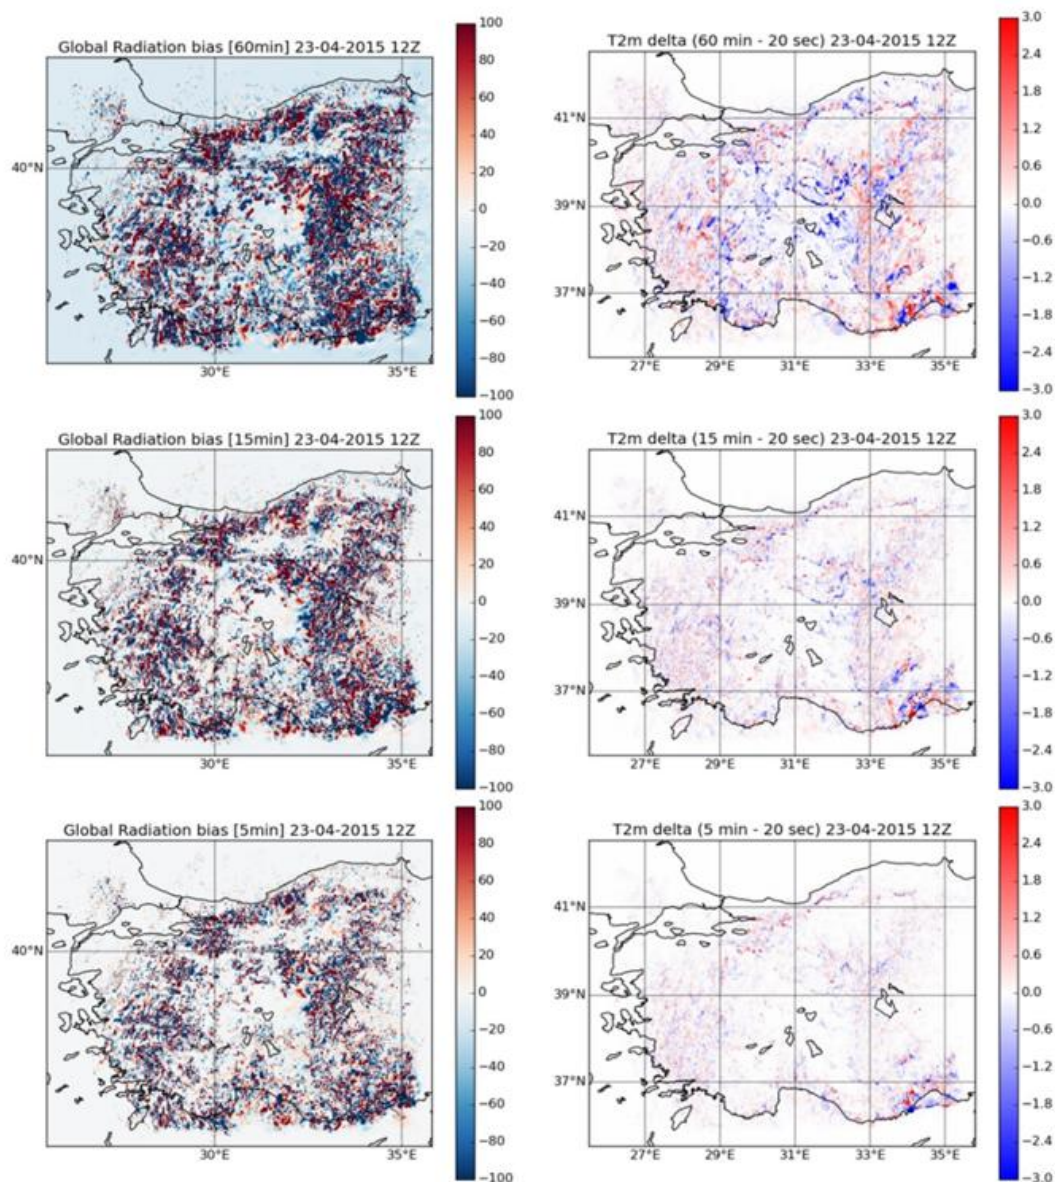 Global Radiation bias [60min] 23-04-2015 12Z
100
80
60
40
20
0
−20
−40
−60
−80
−100
40°N
30°E
35°E
T2m delta (60 min - 20 sec) 23-04-2015 12Z
3.0
2.4
1.8
1.2
0.6
0.0
−0.6
−1.2
−1.8
−2.4
−3.0
41°N
39°N
37°N
27°E
29°E
31°E
33°E
35°E
Global Radiation bias [15min] 23-04-2015 12Z
100
80
60
40
20
0
−20
−40
−60
−80
−100
40°N
30°E
35°E
T2m delta (15 min - 20 sec) 23-04-2015 12Z
3.0
2.4
1.8
1.2
0.6
0.0
−0.6
−1.2
−1.8
−2.4
−3.0
41°N
39°N
37°N
27°E
29°E
31°E
33°E
35°E
Global Radiation bias [5min] 23-04-2015 12Z
100
80
60
40
20
0
−20
−40
−60
−80
−100
40°N
30°E
35°E
T2m delta (5 min - 20 sec) 23-04-2015 12Z
3.0
2.4
1.8
1.2
0.6
0.0
−0.6
−1.2
−1.8
−2.4
−3.0
41°N
39°N
37°N
27°E
29°E
31°E
33°E
35°E